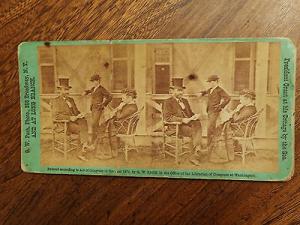 G. W. Pach, Photo, 858 Broadway, N. Y.
AND AT LONG BRANCH.
President Grant at his Cottage by the Sea.
Entered according to Act of Congress in the year 187, by G. W. PACH, in the Office of the Librarian of Congress at Washington.